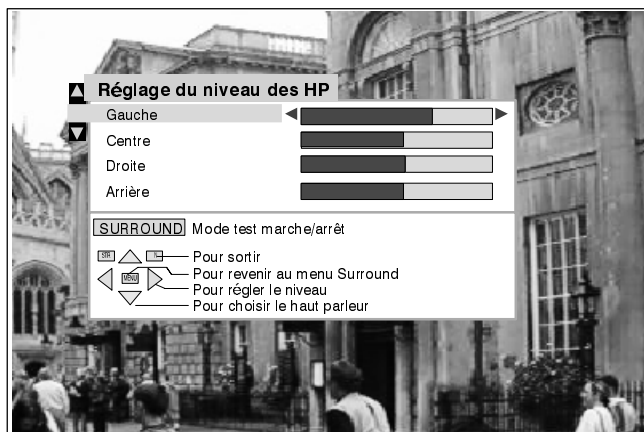 Réglage du niveau des HP
Gauche
Centre
Droite
Arrière
SURROUND Mode test marche/arrêt
STR N
Pour sortir
MENU
Pour revenir au menu Surround
Pour régler le niveau
Pour choisir le haut parleur